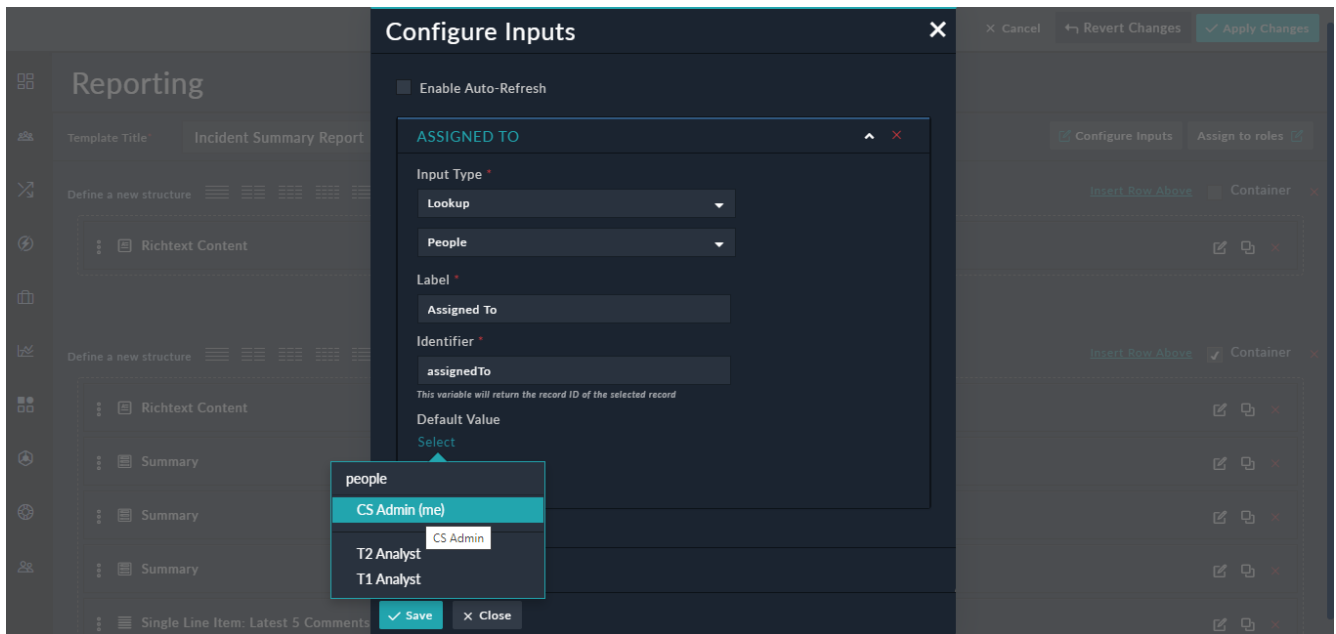 Configure Inputs
Cancel
Revert Changes
Apply Changes
Reporting
Enable Auto-Refresh
Template Title
Incident Summary Report
ASSIGNED TO
Configure Inputs
Assign to roles
Input Type *
Define a new structure
Lookup
Insert Row Above
Container
Richtext Content
People
Label *
Assigned To
Identifier *
Define a new structure
assignedTo
Insert Row Above
Container
This variable will return the record ID of the selected record
Richtext Content
Default Value
Select
Summary
people
CS Admin (me)
Summary
CS Admin
T2 Analyst
Summary
T1 Analyst
Single Line Item: Latest 5 Comments
Save
Close